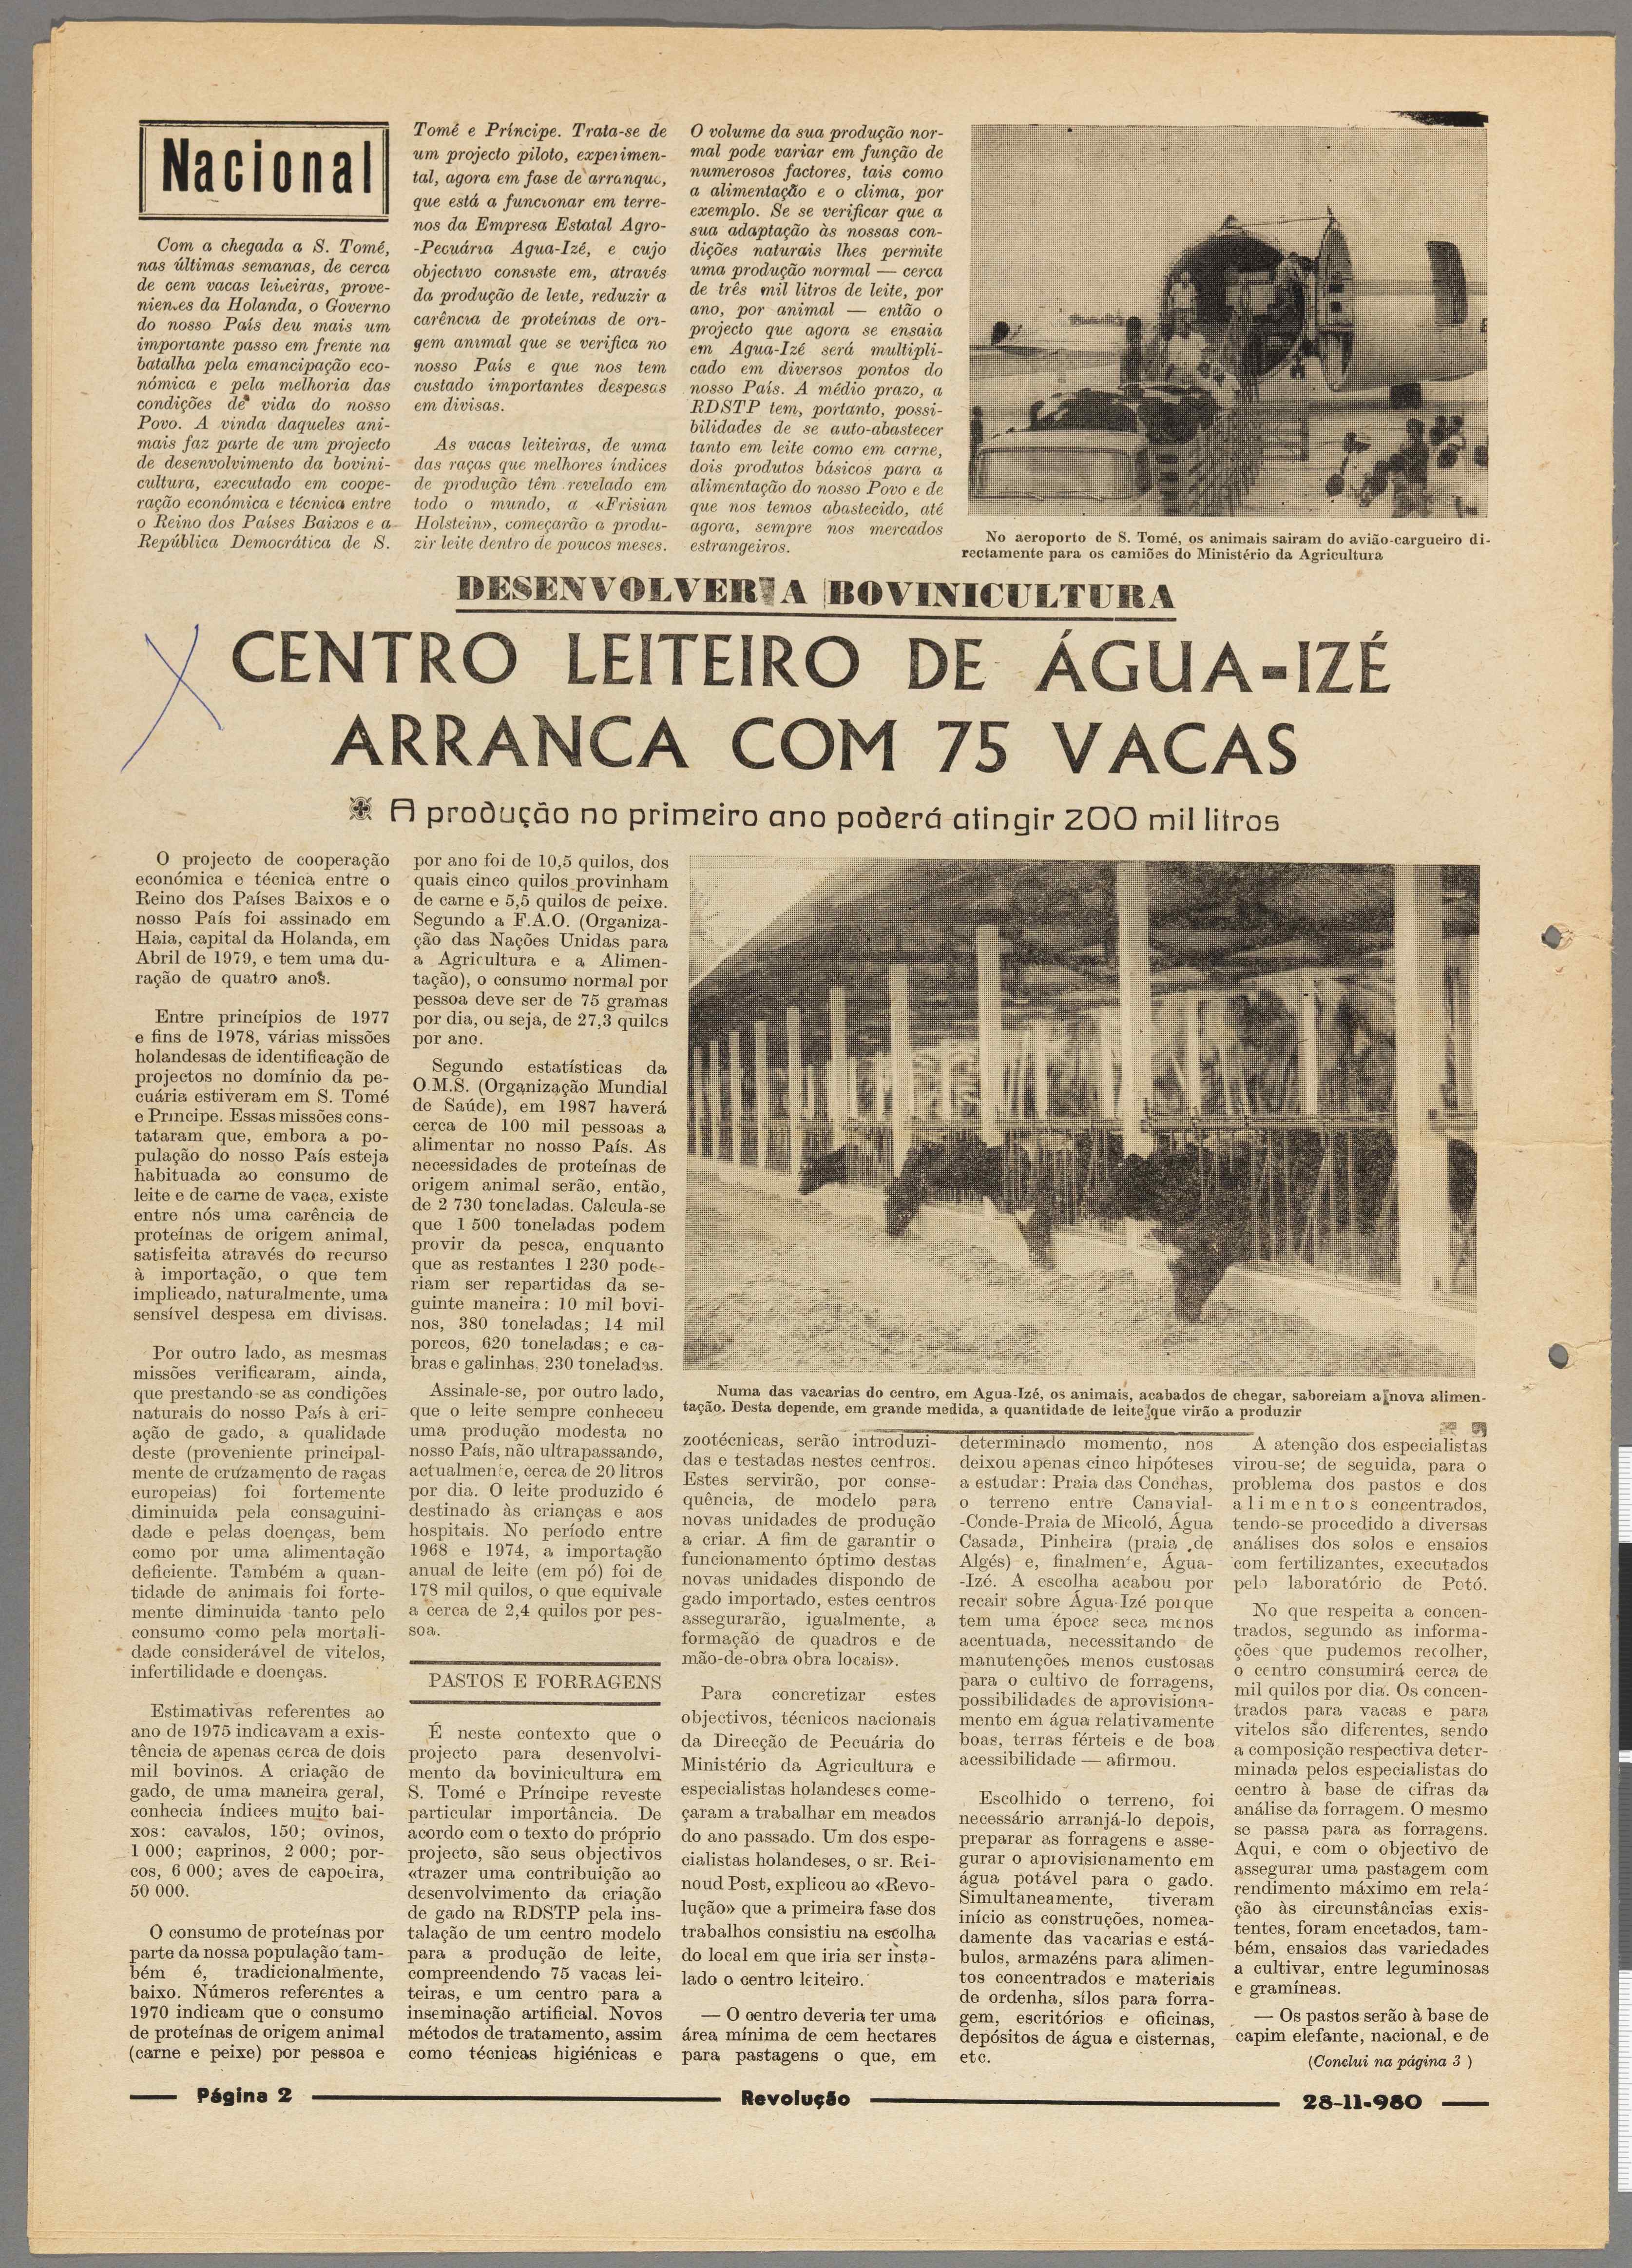 Nacional
Com a chegada a S. Tomé,
nas últimas semanas, de cerca
de cem vacas leiteiras, prove-
nientes da Holanda, o Governo
do nosso País deu mais um
importante passo em frente na
batalha pela emancipação eco-
nómica e pela melhoria das
condições de vida do nosso
Povo. A vinda daqueles ani-
mais faz parte de um projecto
de desenvolvimento da bovini-
cultura, executado em coope-
ração económica e técnica entre
o Reino dos Países Baixos e a
República Democrática de S.
Tomé e Príncipe. Trata-se de
um projecto piloto, experimen-
tal, agora em fase de arranque,
que está a funcionar em terre-
nos da Empresa Estatal Agro-
-Pecuária Agua-Izé, e cujo
objectivo consiste em, através
da produção de leite, reduzir a
carência de proteínas de ori-
gem animal que se verifica no
nosso País e que nos tem
custado importantes despesas
em divisas.
As vacas leiteiras, de uma
das raças que melhores índices
de produção têm revelado em
todo o mundo, a «Frisian
Holstein», começarão a produ-
zir leite dentro de poucos meses.
O volume da sua produção nor-
mal pode variar em função de
numerosos factores, tais como
a alimentação e o clima, por
exemplo. Se se verificar que a
sua adaptação às nossas con-
dições naturais lhes permite
uma produção normal — cerca
de três mil litros de leite, por
ano, por animal — então o
projecto que agora se ensaia
em Agua-Izé será multipli-
cado em diversos pontos do
nosso País. A médio prazo, a
RDSTP tem, portanto, possi-
bilidades de se auto-abastecer
tanto em leite como em carne,
dois produtos básicos para a
alimentação do nosso Povo e de
que nos temos abastecido, até
agora, sempre nos mercados
estrangeiros.
No aeroporto de S. Tomé, os animais sairam do avião-cargueiro di-
rectamente para os camiões do Ministério da Agricultura
DESENVOLVER A BOVINICULTURA
CENTRO LEITEIRO DE ÁGUA-IZÉ
ARRANCA COM 75 VACAS
A produção no primeiro ano poderá atingir 200 mil litros
O projecto de cooperação
económica e técnica entre o
Reino dos Países Baixos e o
nosso País foi assinado em
Haia, capital da Holanda, em
Abril de 1979, e tem uma du-
ração de quatro anos.
Entre princípios de 1977
e fins de 1978, várias missões
holandesas de identificação de
projectos no domínio da pe-
cuária estiveram em S. Tomé
e Príncipe. Essas missões cons-
tataram que, embora a po-
pulação do nosso País esteja
habituada ao consumo de
leite e de carne de vaca, existe
entre nós uma carência de
proteínas de origem animal,
satisfeita através do recurso
à importação, o que tem
implicado, naturalmente, uma
sensível despesa em divisas.
Por outro lado, as mesmas
missões verificaram, ainda,
que prestando-se as condições
naturais do nosso País à cri-
ação de gado, a qualidade
deste (proveniente principal-
mente de cruzamento de raças
europeias) foi fortemente
diminuida pela consaguini-
dade e pelas doenças, bem
como por uma alimentação
deficiente. Também a quan-
tidade de animais foi forte-
mente diminuida tanto pelo
consumo como pela mortali-
dade considerável de vitelos,
infertilidade e doenças.
Estimativas referentes ao
ano de 1975 indicavam a exis-
tência de apenas cerca de dois
mil bovinos. A criação de
gado, de uma maneira geral,
conhecia índices muito bai-
xos: cavalos, 150; ovinos,
1 000; caprinos, 2 000; por-
cos, 6 000; aves de capoeira,
50 000.
O consumo de proteínas por
parte da nossa população tam-
bém é, tradicionalmente,
baixo. Números referentes a
1970 indicam que o consumo
de proteínas de origem animal
(carne e peixe) por pessoa e
por ano foi de 10,5 quilos, dos
quais cinco quilos provinham
de carne e 5,5 quilos de peixe.
Segundo a F.A.O. (Organiza-
ção das Nações Unidas para
a Agricultura e a Alimen-
tação), o consumo normal por
pessoa deve ser de 75 gramas
por dia, ou seja, de 27,3 quilos
por ano.
Segundo estatísticas da
O.M.S. (Organização Mundial
de Saúde), em 1987 haverá
cerca de 100 mil pessoas a
alimentar no nosso País. As
necessidades de proteínas de
origem animal serão, então,
de 2 730 toneladas. Calcula-se
que 1 500 toneladas podem
provir da pesca, enquanto
que as restantes 1 230 pode-
riam ser repartidas da se-
guinte maneira: 10 mil bovi-
nos, 380 toneladas; 14 mil
porcos, 620 toneladas; e ca-
bras e galinhas, 230 toneladas.
Assinale-se, por outro lado,
que o leite sempre conheceu
uma produção modesta no
nosso País, não ultrapassando,
actualmente, cerca de 20 litros
por dia. O leite produzido é
destinado às crianças e aos
hospitais. No período entre
1968 e 1974, a importação
anual de leite (em pó) foi de
178 mil quilos, o que equivale
a cerca de 2,4 quilos por pes-
soa.
PASTOS E FORRAGENS
É neste contexto que o
projecto para desenvolvi-
mento da bovinicultura em
S. Tomé e Príncipe reveste
particular importância. De
acordo com o texto do próprio
projecto, são seus objectivos
«trazer uma contribuição ao
desenvolvimento da criação
de gado na RDSTP pela ins-
talação de um centro modelo
para a produção de leite,
compreendendo 75 vacas lei-
teiras, e um centro para a
inseminação artificial. Novos
métodos de tratamento, assim
como técnicas higiénicas e
Numa das vacarias do centro, em Agua-Izé, os animais, acabados de chegar, saboreiam a nova alimen-
tação. Desta depende, em grande medida, a quantidade de leite que virão a produzir
zootécnicas, serão introduzi-
das e testadas nestes centros.
Estes servirão, por conse-
quência, de modelo para
novas unidades de produção
a criar. A fim de garantir o
funcionamento óptimo destas
novas unidades dispondo de
gado importado, estes centros
assegurarão, igualmente, a
formação de quadros e de
mão-de-obra obra locais».
Para concretizar estes
objectivos, técnicos nacionais
da Direcção de Pecuária do
Ministério da Agricultura e
especialistas holandeses come-
çaram a trabalhar em meados
do ano passado. Um dos espe-
cialistas holandeses, o sr. Rei-
noud Post, explicou ao «Revo-
lução» que a primeira fase dos
trabalhos consistiu na escolha
do local em que iria ser insta-
lado o centro leiteiro.
— O centro deveria ter uma
área mínima de cem hectares
para pastagens o que, em
determinado momento, nos
deixou apenas cinco hipóteses
a estudar: Praia das Conchas,
o terreno entre Canavial-
-Conde-Praia de Micoló, Água
Casada, Pinheira (praia de
Algés) e, finalmente, Água-
-Izé. A escolha acabou por
recair sobre Água-Izé porque
tem uma época seca menos
acentuada, necessitando de
manutenções menos custosas
para o cultivo de forragens,
possibilidades de aprovisiona-
mento em água relativamente
boas, terras férteis e de boa
acessibilidade — afirmou.
Escolhido o terreno, foi
necessário arranjá-lo depois,
preparar as forragens e asse-
gurar o aprovisionamento em
água potável para o gado.
Simultaneamente, tiveram
início as construções, nomea-
damente das vacarias e está-
bulos, armazéns para alimen-
tos concentrados e materiais
de ordenha, sílos para forra-
gem, escritórios e oficinas,
depósitos de água e cisternas,
etc.
A atenção dos especialistas
virou-se; de seguida, para o
problema dos pastos e dos
alimentos concentrados,
tendo-se procedido a diversas
análises dos solos e ensaios
com fertilizantes, executados
pelo laboratório de Potó.
No que respeita a concen-
trados, segundo as informa-
ções que pudemos recolher,
o centro consumirá cerca de
mil quilos por dia. Os concen-
trados para vacas e para
vitelos são diferentes, sendo
a composição respectiva deter-
minada pelos especialistas do
centro à base de cifras da
análise da forragem. O mesmo
se passa para as forragens.
Aqui, e com o objectivo de
assegurar uma pastagem com
rendimento máximo em rela-
ção às circunstâncias exis-
tentes, foram encetados, tam-
bém, ensaios das variedades
a cultivar, entre leguminosas
e gramíneas.
— Os pastos serão à base de
capim elefante, nacional, e de
(Conclui na página 3 )
Página 2
Revolução
28-11-980